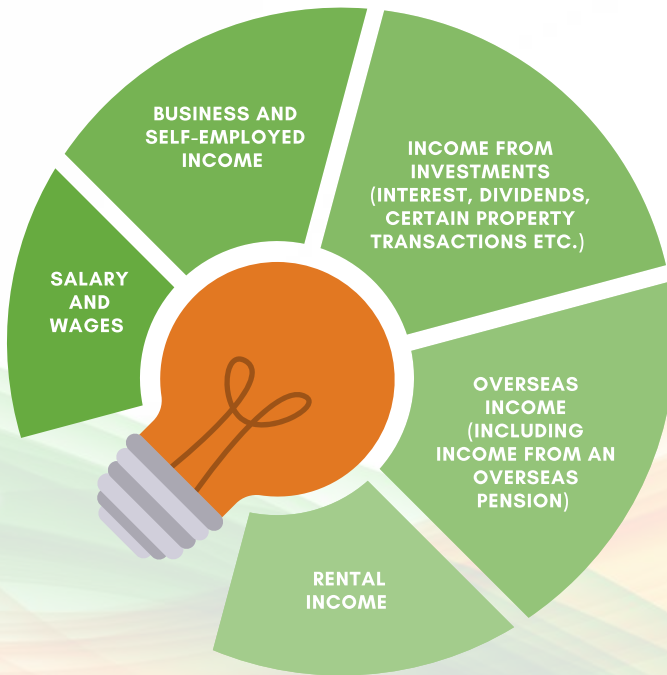 SALARY
AND
WAGES
BUSINESS AND
SELF-EMPLOYED
INCOME
INCOME FROM
INVESTMENTS
(INTEREST, DIVIDENDS,
CERTAIN PROPERTY
TRANSACTIONS ETC.)
OVERSEAS
INCOME
(INCLUDING
INCOME FROM AN
OVERSEAS
PENSION)
RENTAL
INCOME